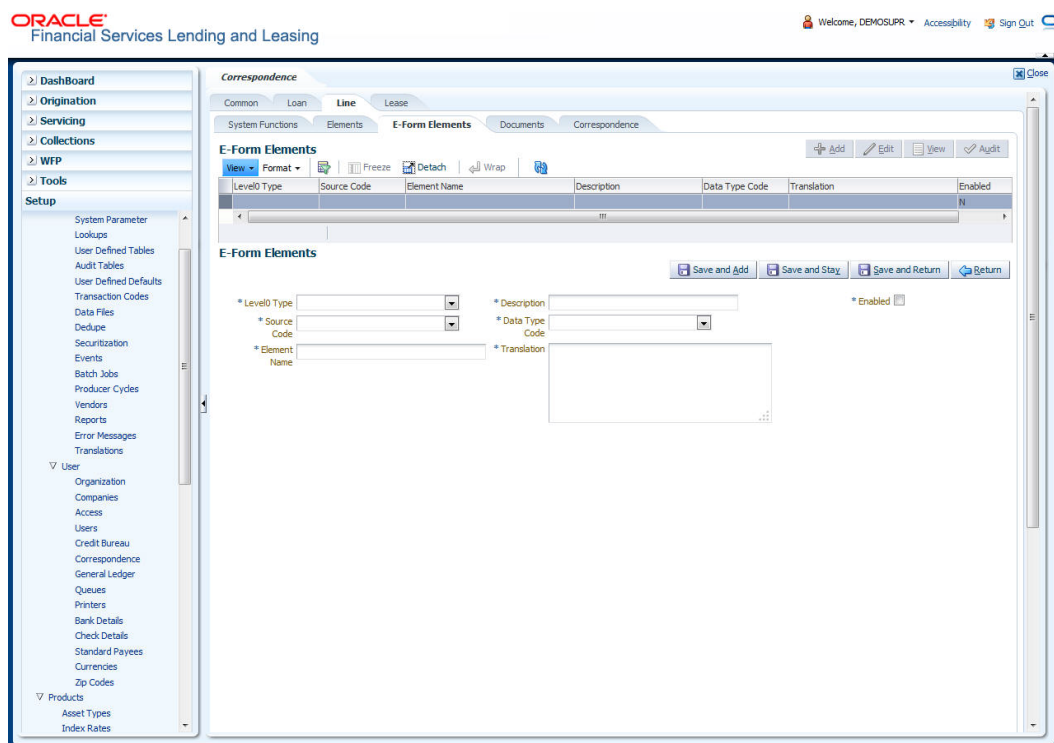 ORACLE
Financial Services Lending and Leasing
Welcome, DEMOSUPR Accessibility Sign Out
Close
DashBoard
Origination
Servicing
Collections
WFP
Tools
Setup
System Parameter
Lookups
User Defined Tables
Audit Tables
User Defined Defaults
Transaction Codes
Data Files
Dedupe
Securitization
Events
Batch Jobs
Producer Cycles
Vendors
Reports
Error Messages
Translations
User
Organization
Companies
Access
Users
Credit Bureau
Correspondence
General Ledger
Queues
Printers
Bank Details
Check Details
Standard Payees
Currencies
Zip Codes
Products
Asset Types
Index Rates
Correspondence
Common Loan Line Lease
System Functions Elements E-Form Elements Documents Correspondence
E-Form Elements
Add Edit View Audit
View Format Freeze Detach Wrap
Level0 Type Source Code Element Name Description Data Type Code Translation Enabled
N
E-Form Elements
Save and Add Save and Stay Save and Return Return
* Level0 Type
* Source
Code
* Element
Name
* Description
* Data Type
Code
* Translation
* Enabled